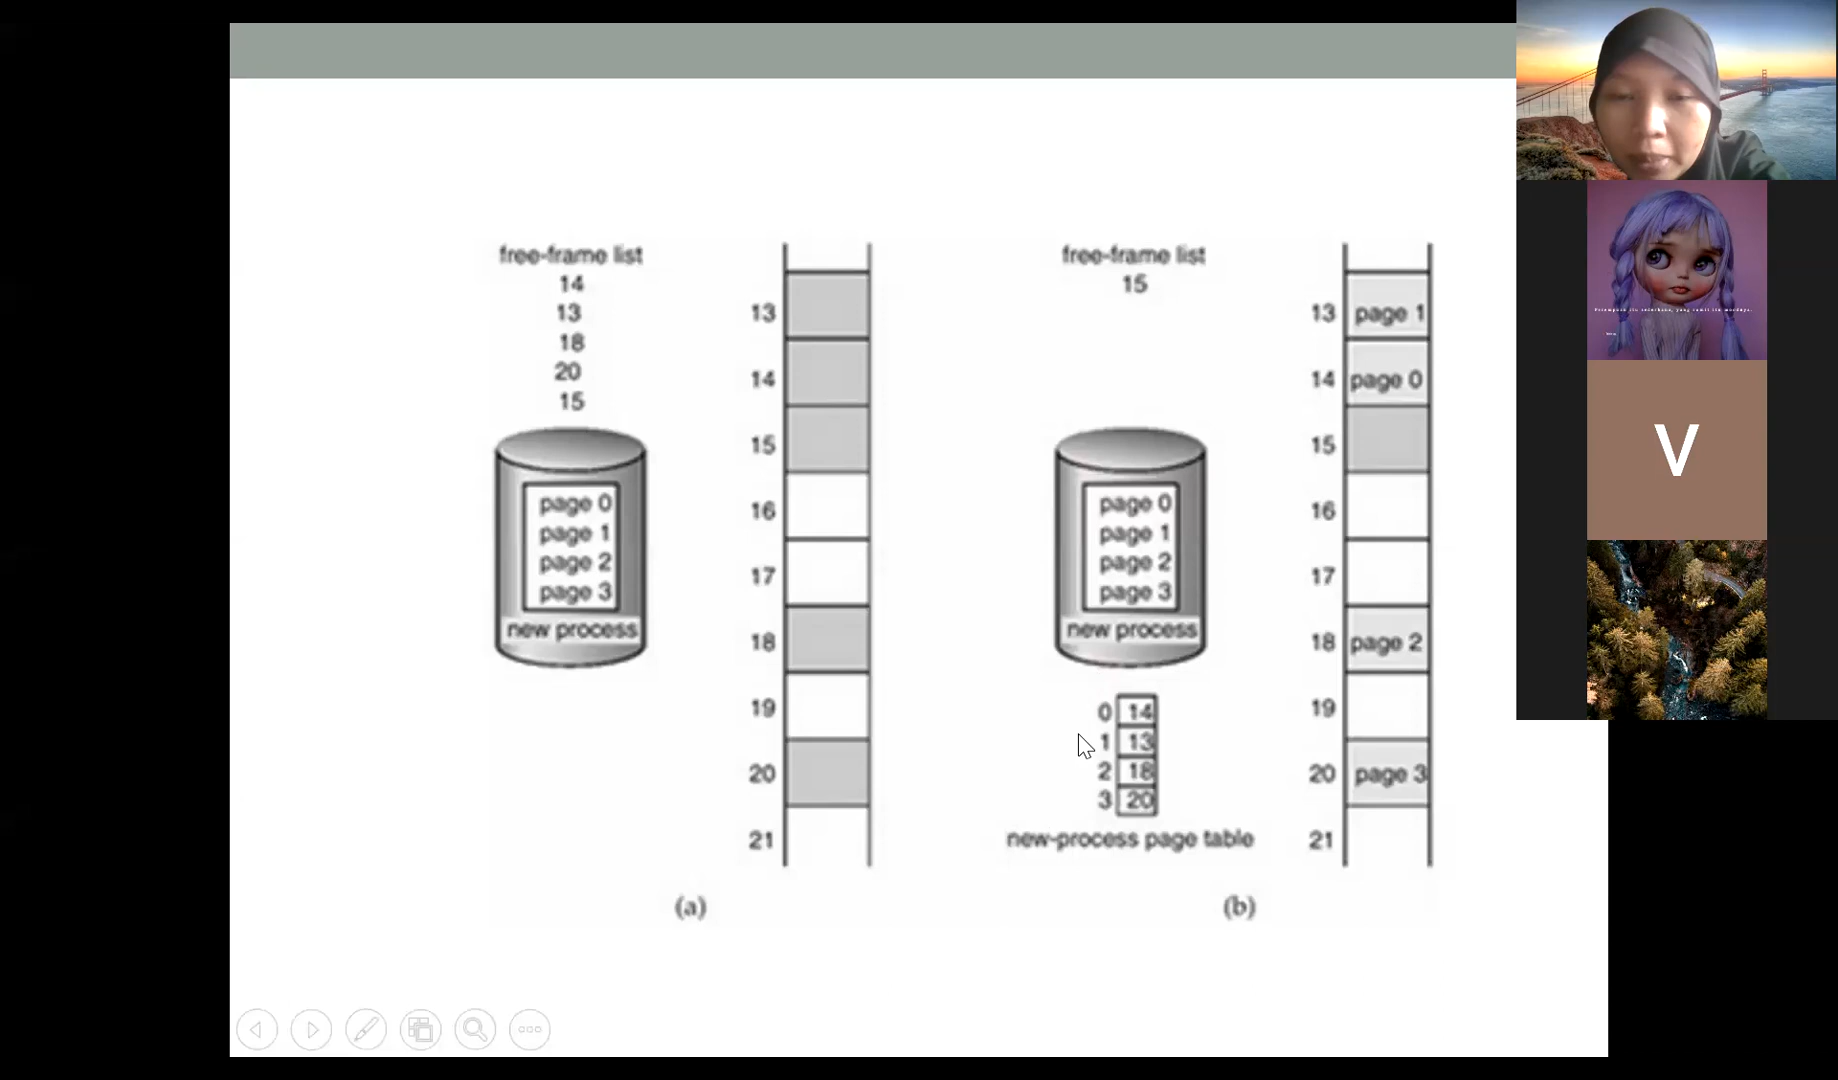 free-frame list
14
13
18
20
15
page 0
page 1
page 2
page 3
new process
13
14
15
16
17
18
19
20
21
(a)
free-frame list
15
page 0
page 1
page 2
page 3
new process
0 14
1 13
2 18
3 20
new-process page table
13 page 1
14 page 0
15
16
17
18 page 2
19
20 page 3
21
(b)
V